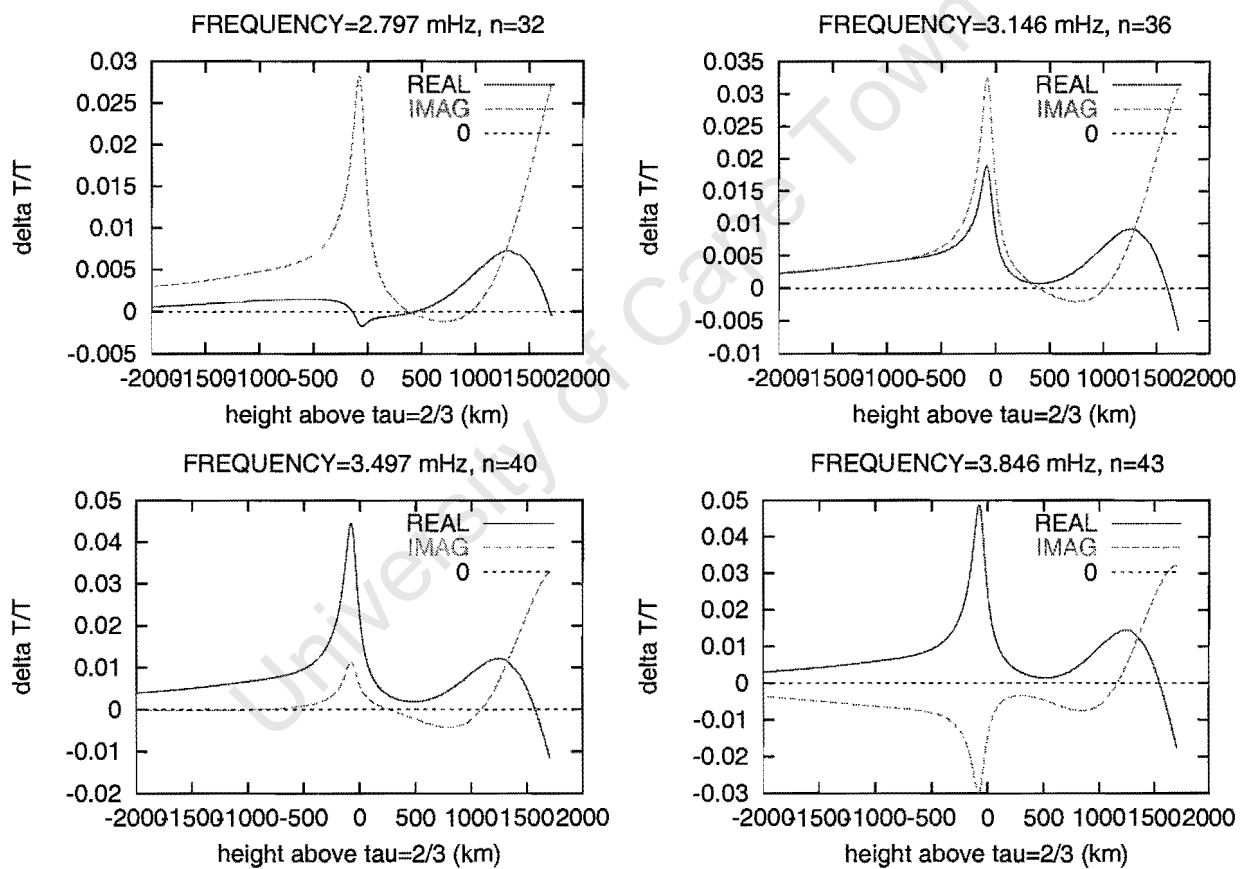 FREQUENCY=2.797 mHz, n=32
0.03
0.025
0.02
0.015
0.01
0.005
0
-0.005
delta T/T
REAL
IMAG
0
-2000 -1500 -1000 -500 0 500 1000 1500 2000
height above tau=2/3 (km)
FREQUENCY=3.146 mHz, n=36
0.035
0.03
0.025
0.02
0.015
0.01
0.005
0
-0.005
-0.01
delta T/T
REAL
IMAG
0
-2000 -1500 -1000 -500 0 500 1000 1500 2000
height above tau=2/3 (km)
FREQUENCY=3.497 mHz, n=40
0.05
0.04
0.03
0.02
0.01
0
-0.01
-0.02
delta T/T
REAL
IMAG
0
-2000 -1500 -1000 -500 0 500 1000 1500 2000
height above tau=2/3 (km)
FREQUENCY=3.846 mHz, n=43
0.05
0.04
0.03
0.02
0.01
0
-0.01
-0.02
-0.03
delta T/T
REAL
IMAG
0
-2000 -1500 -1000 -500 0 500 1000 1500 2000
height above tau=2/3 (km)
University of Cape Town